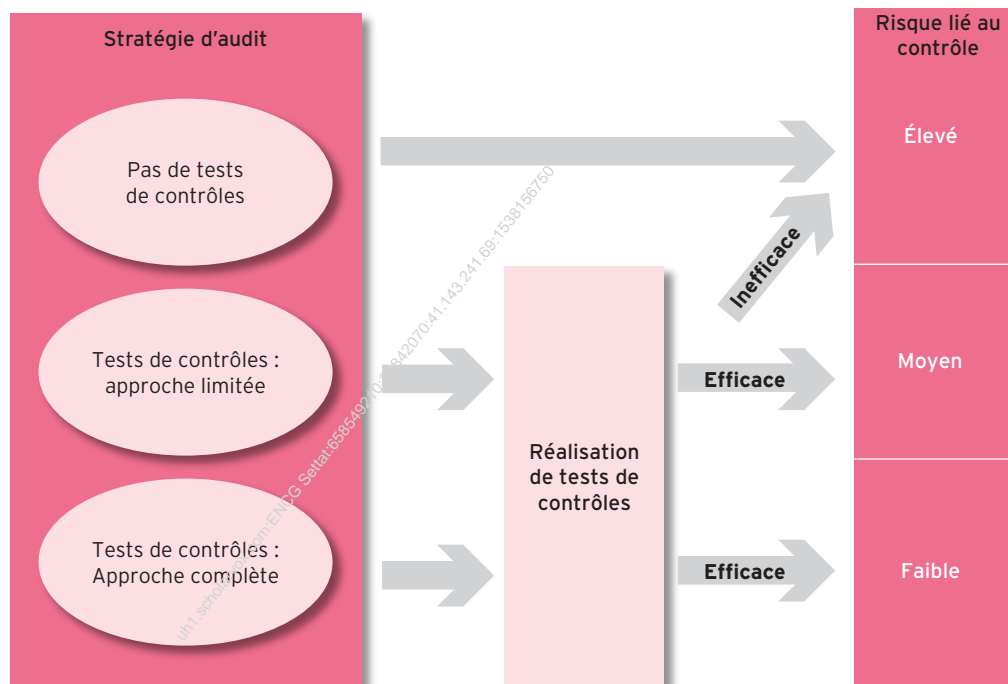 Stratégie d'audit
Pas de tests
de contrôles
Tests de contrôles :
approche limitée
Tests de contrôles :
Approche complète
Réalisation
de tests de
contrôles
Inefficace
Efficace
Efficace
Risque lié au
contrôle
Élevé
Moyen
Faible